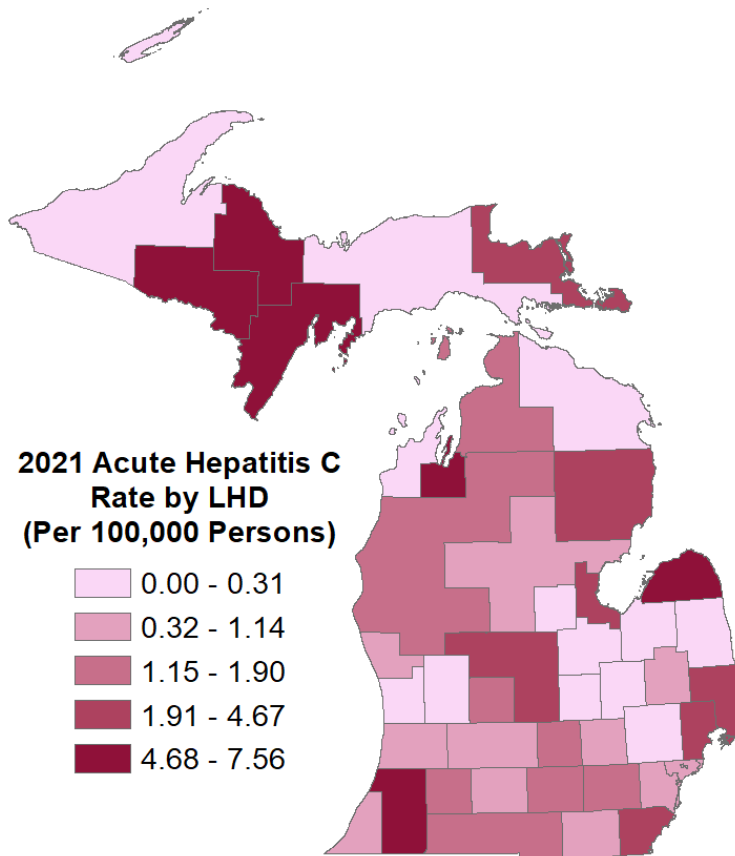 2021 Acute Hepatitis C
Rate by LHD
(Per 100,000 Persons)
0.00 - 0.31
0.32 - 1.14
1.15 - 1.90
1.91 - 4.67
4.68 - 7.56